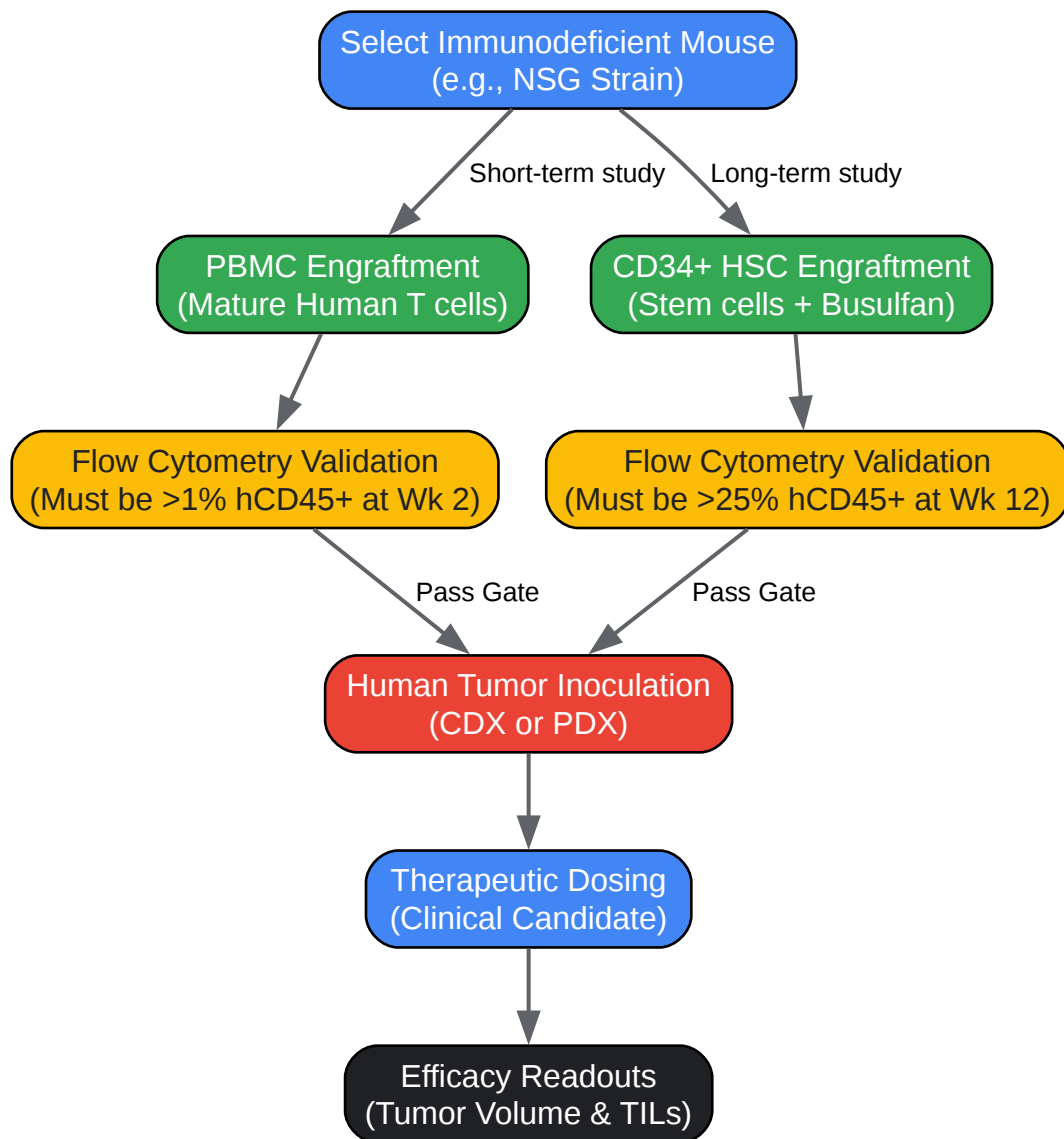 Select Immunodeficient Mouse
(e.g., NSG Strain)
Short-term study
Long-term study
PBMC Engraftment
(Mature Human T cells)
CD34+ HSC Engraftment
(Stem cells + Busulfan)
Flow Cytometry Validation
(Must be >1% hCD45+ at Wk 2)
Flow Cytometry Validation
(Must be >25% hCD45+ at Wk 12)
Pass Gate
Pass Gate
Human Tumor Inoculation
(CDX or PDX)
Therapeutic Dosing
(Clinical Candidate)
Efficacy Readouts
(Tumor Volume & TILs)